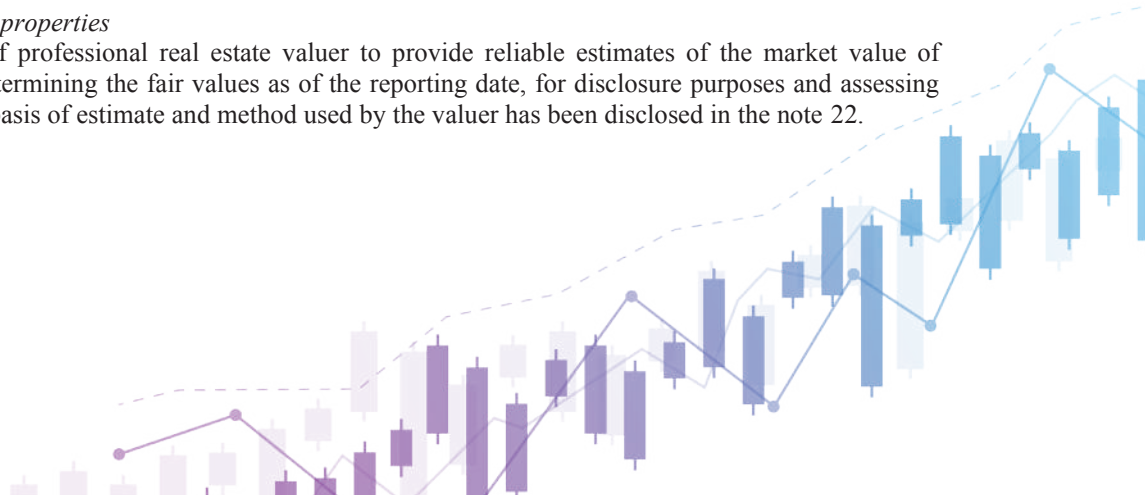 properties
f professional real estate valuer to provide reliable estimates of the market value of
termining the fair values as of the reporting date, for disclosure purposes and assessing
asis of estimate and method used by the valuer has been disclosed in the note 22.